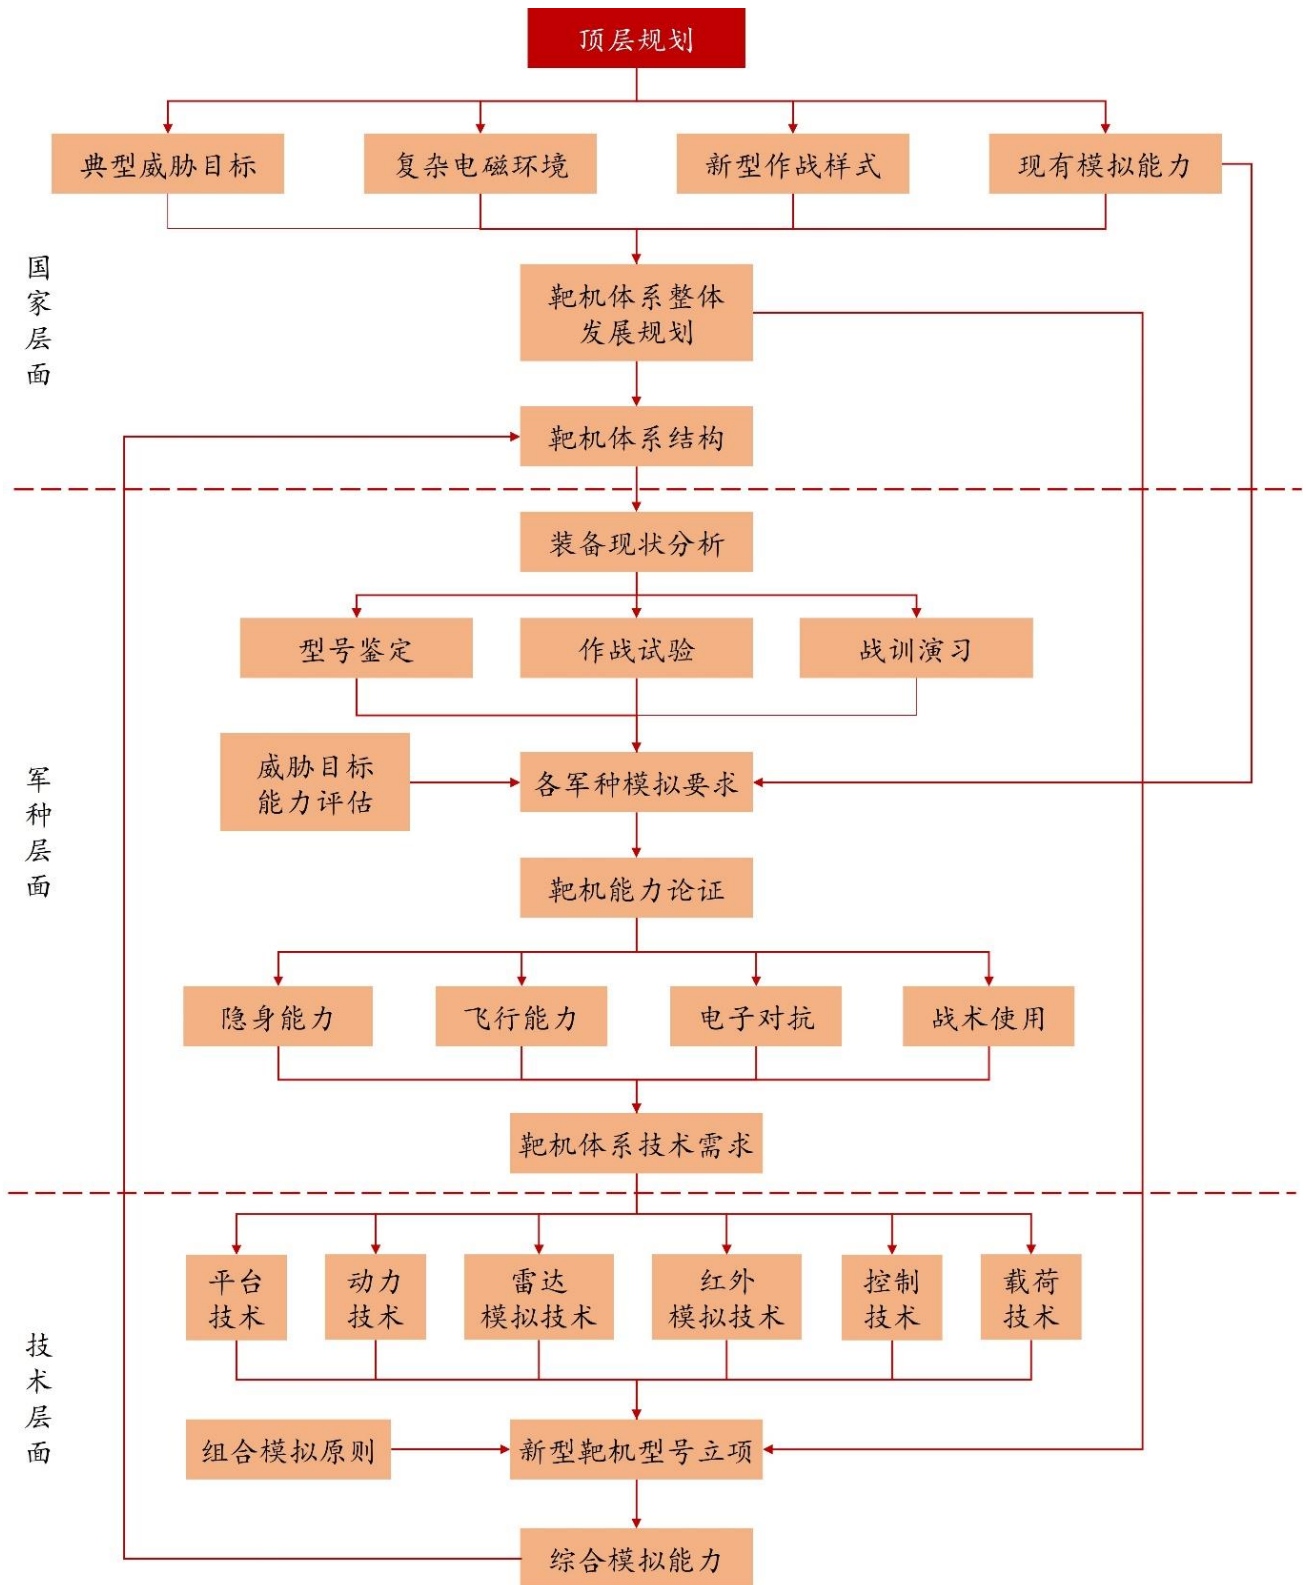 顶层规划
典型威胁目标
复杂电磁环境
新型作战样式
现有模拟能力
国家层面
靶机体系整体
发展规划
靶机体系结构
装备现状分析
型号鉴定
作战试验
战训演习
军种层面
威胁目标
能力评估
各军种模拟要求
靶机能力论证
隐身能力
飞行能力
电子对抗
战术使用
靶机体系技术需求
技术层面
平台
技术
动力
技术
雷达
模拟技术
红外
模拟技术
控制
技术
载荷
技术
组合模拟原则
新型靶机型号立项
综合模拟能力